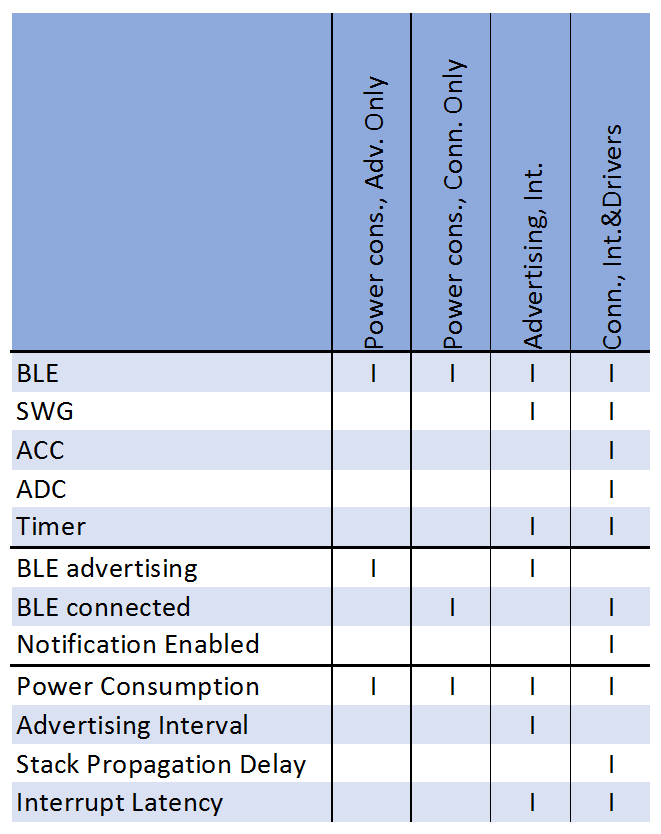 Power cons., Adv. Only
Power cons., Conn. Only
Advertising, Int.
Conn., Int.&Drivers
BLE I I I I
SWG I I
ACC I
ADC I
Timer I I
BLE advertising I I
BLE connected I I
Notification Enabled I
Power Consumption I I I I
Advertising Interval I
Stack Propagation Delay I
Interrupt Latency I I